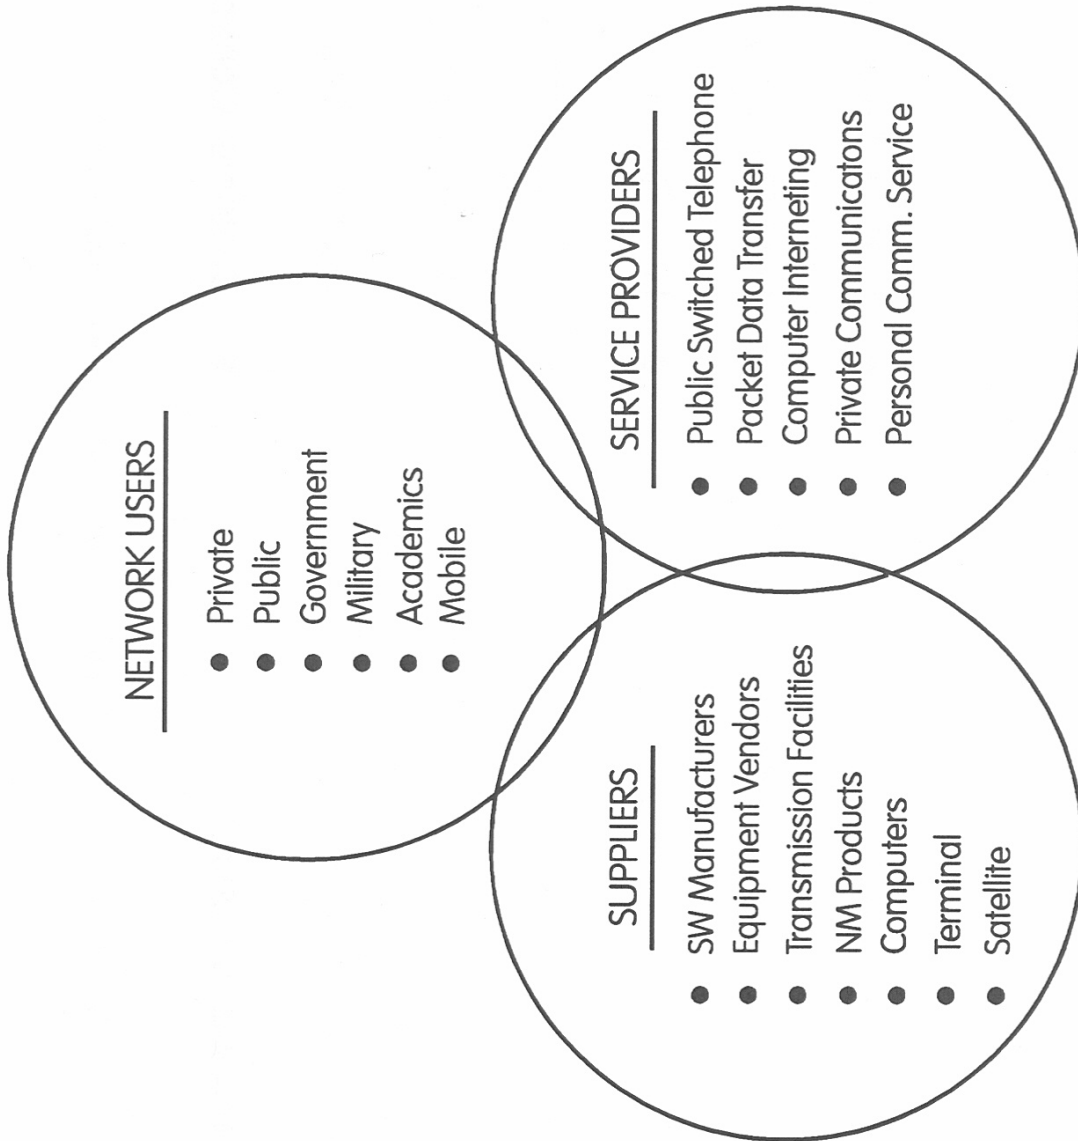 NETWORK USERS
Private
Public
Government
Military
Academics
Mobile
SUPPLIERS
SW Manufacturers
Equipment Vendors
Transmission Facilities
NM Products
Computers
Terminal
Satellite
SERVICE PROVIDERS
Public Switched Telephone
Packet Data Transfer
Computer Interneting
Private Communicatons
Personal Comm. Service